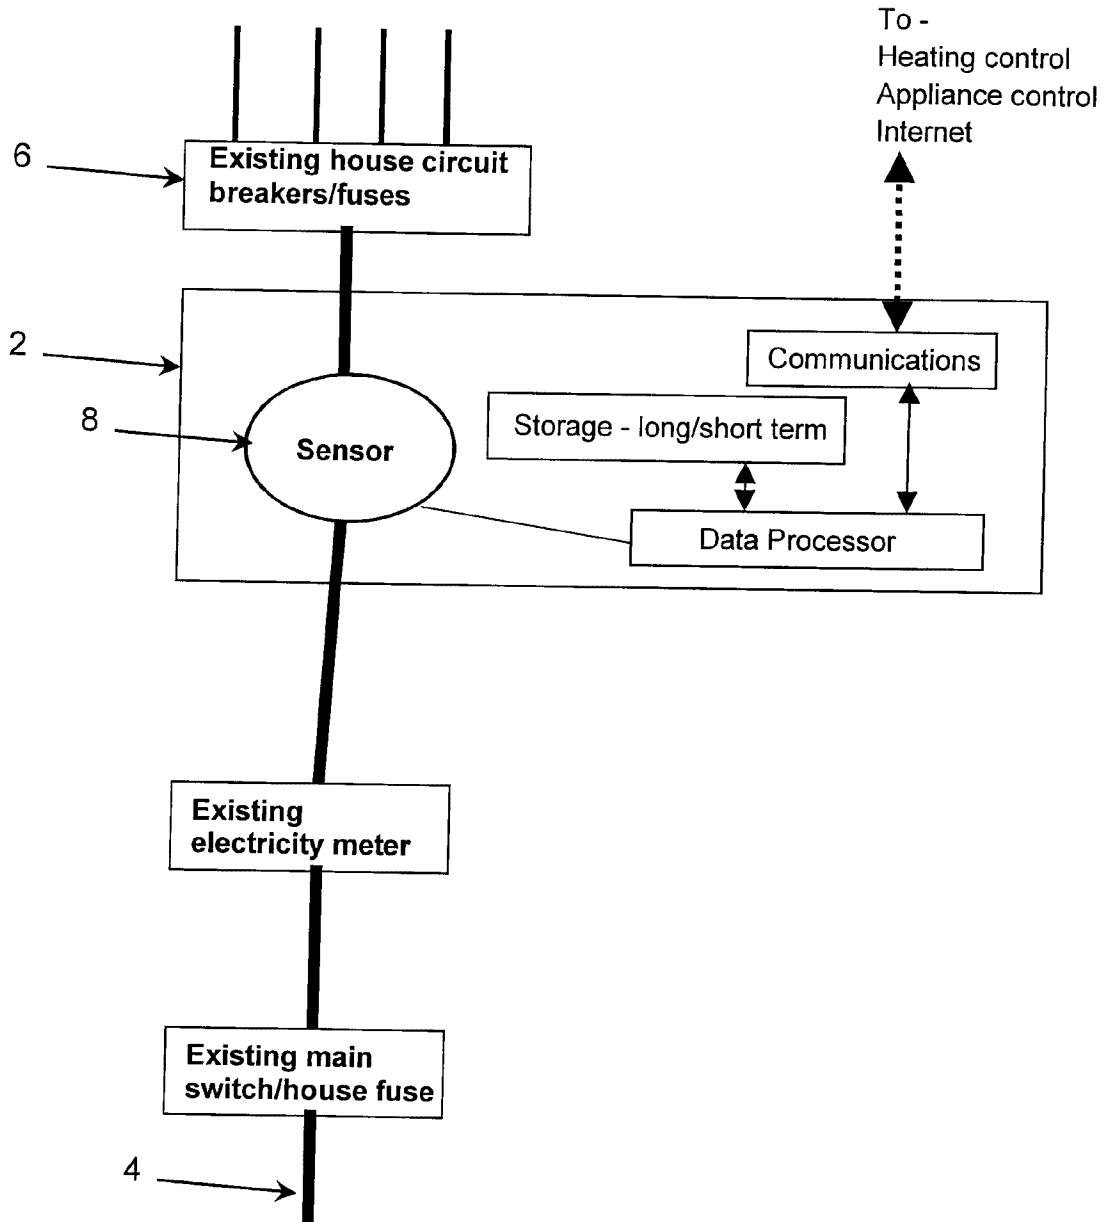 To -
Heating control
Appliance control
Internet
6
Existing house circuit
breakers/fuses
2
Communications
8
Storage - long/short term
Sensor
Data Processor
Existing
electricity meter
Existing main
switch/house fuse
4